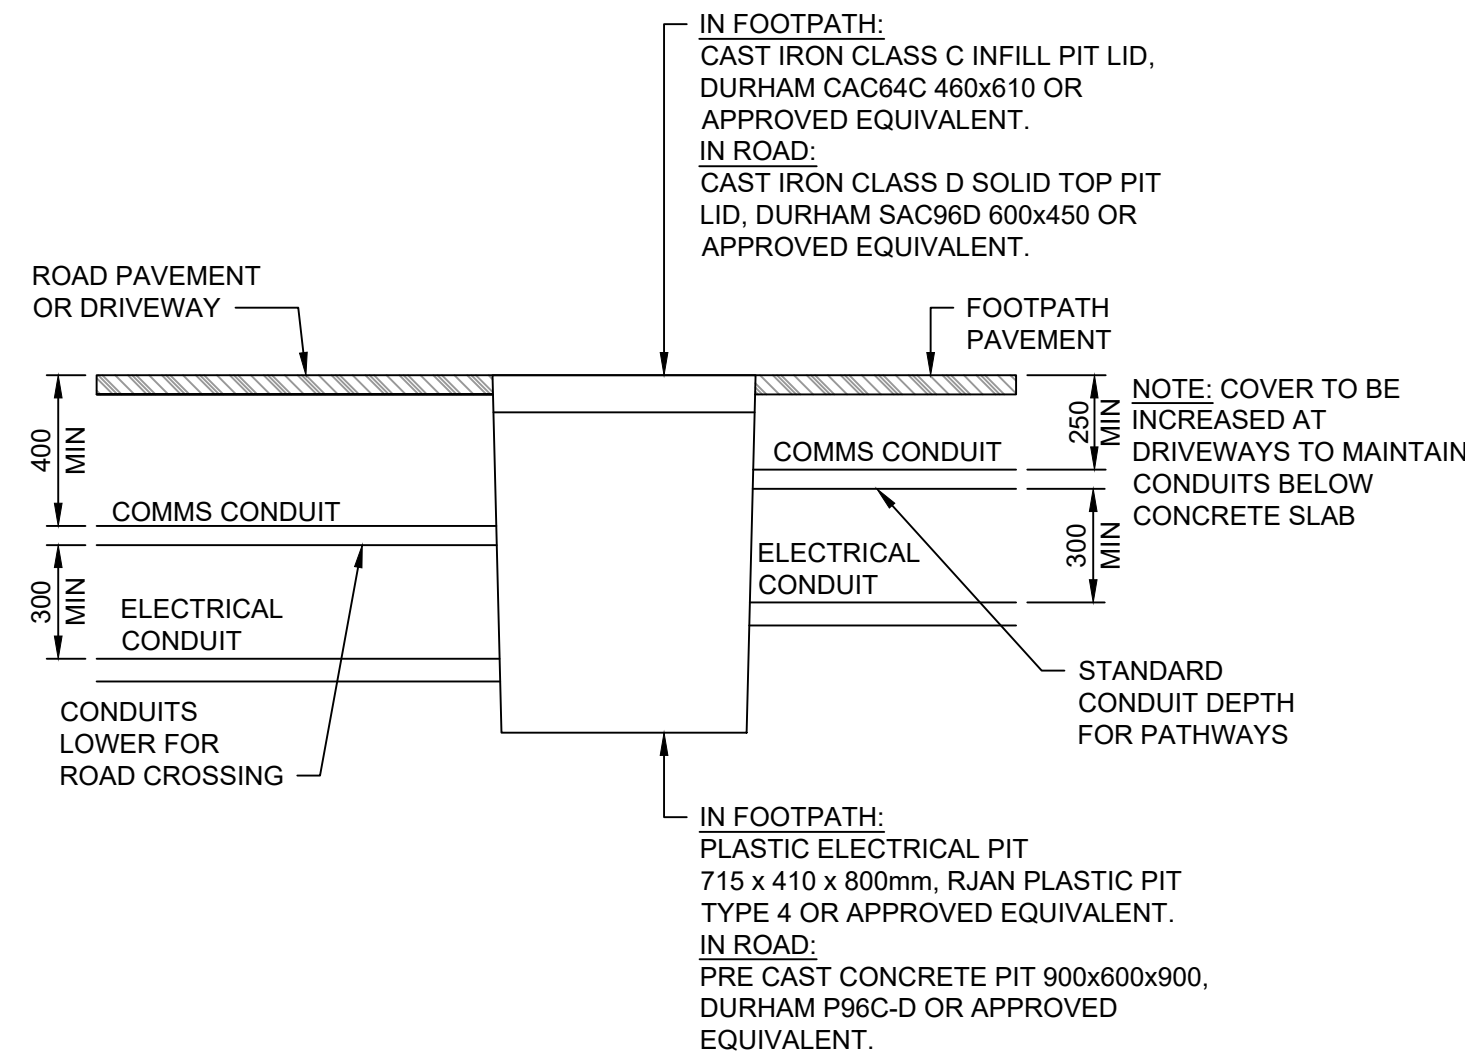 IN FOOTPATH:
CAST IRON CLASS C INFILL PIT LID,
DURHAM CAC64C 460x610 OR
APPROVED EQUIVALENT.
IN ROAD:
CAST IRON CLASS D SOLID TOP PIT
LID, DURHAM SAC96D 600x450 OR
APPROVED EQUIVALENT.
ROAD PAVEMENT
OR DRIVEWAY
FOOTPATH
PAVEMENT
400
MIN
COMMS CONDUIT
300
MIN
ELECTRICAL
CONDUIT
CONDUITS
LOWER FOR
ROAD CROSSING
COMMS CONDUIT
250
MIN
ELECTRICAL
CONDUIT
300
MIN
NOTE: COVER TO BE
INCREASED AT
DRIVEWAYS TO MAINTAIN
CONDUITS BELOW
CONCRETE SLAB
STANDARD
CONDUIT DEPTH
FOR PATHWAYS
IN FOOTPATH:
PLASTIC ELECTRICAL PIT
715 x 410 x 800mm, RJAN PLASTIC PIT
TYPE 4 OR APPROVED EQUIVALENT.
IN ROAD:
PRE CAST CONCRETE PIT 900x600x900,
DURHAM P96C-D OR APPROVED
EQUIVALENT.